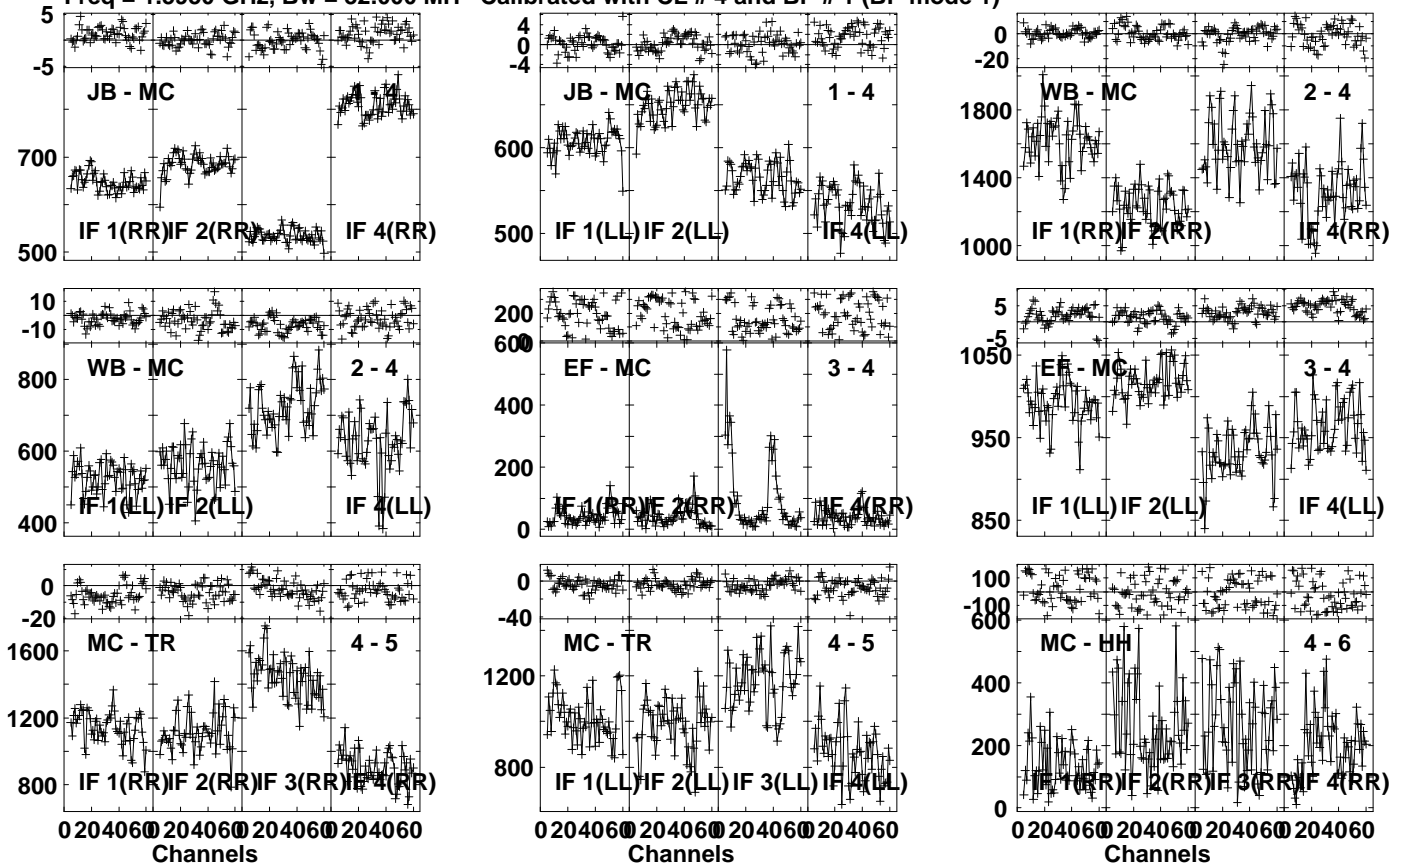 Calibrated with CL # 4 and BP # 1 (BP mode 1)
5
-5
JB - MC
1 - 4
700
500
IF 1(RR)
IF 2(RR)
IF 4(RR)
4
0
-4
JB - MC
1 - 4
600
500
IF 1(LL)
IF 2(LL)
IF 4(LL)
0
-20
WB - MC
2 - 4
1800
1400
1000
IF 1(RR)
IF 2(RR)
IF 4(RR)
10
-10
WB - MC
2 - 4
800
600
400
IF 1(LL)
IF 2(LL)
IF 4(LL)
200
0
600
EF - MC
3 - 4
400
200
0
IF 1(RR)
IF 2(RR)
IF 4(RR)
5
-5
1050
EF - MC
3 - 4
950
850
IF 1(LL)
IF 2(LL)
IF 4(LL)
0
-20
MC - TR
4 - 5
1600
1200
800
IF 1(RR)
IF 2(RR)
IF 3(RR)
IF 4(RR)
0 204060 0 204060 0 204060 0 204060
Channels
0
-40
MC - TR
4 - 5
1200
800
IF 1(LL)
IF 2(LL)
IF 3(LL)
IF 4(LL)
0 204060 0 204060 0 204060 0 204060
100
-100
600
MC - HH
4 - 6
400
200
0
IF 1(RR)
IF 2(RR)
IF 3(RR)
IF 4(RR)
0 204060 0 204060 0 204060 0 204060
Channels